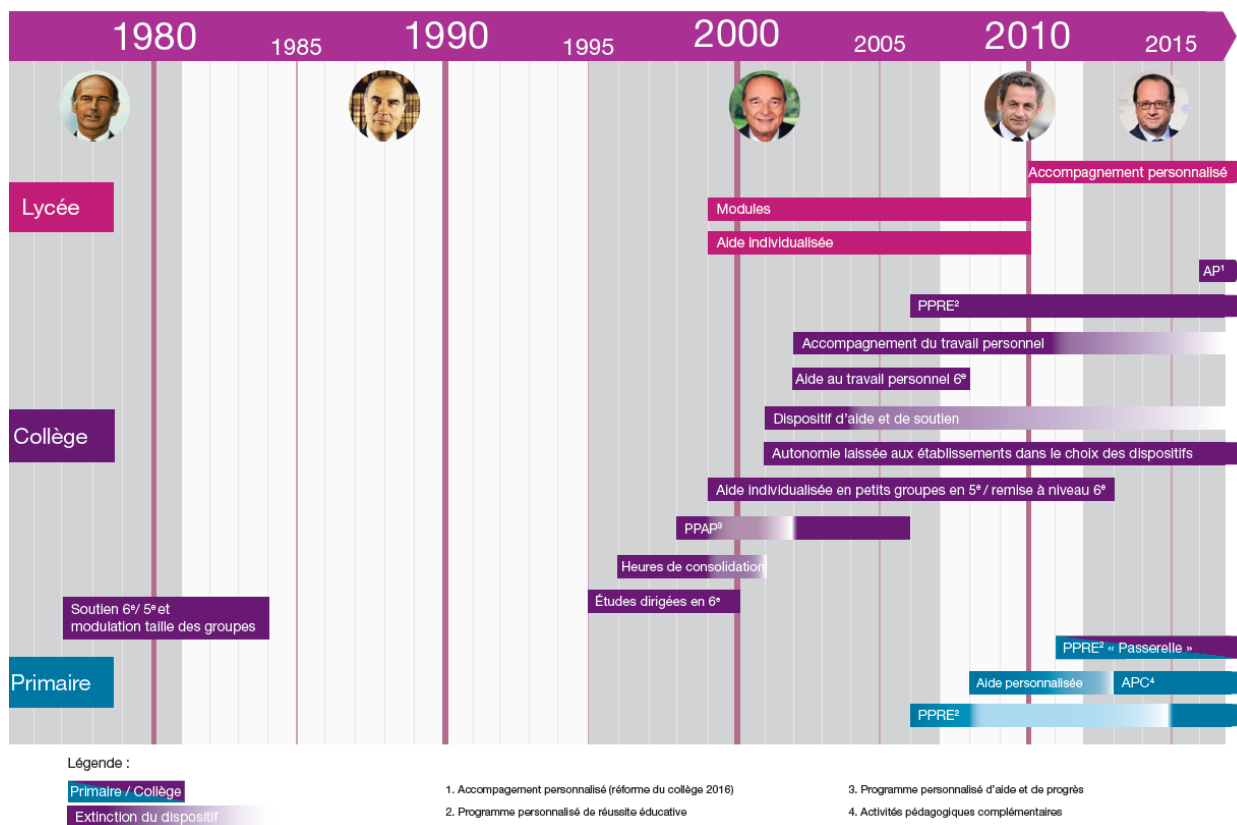 1980
1985
1990
1995
2000
2005
2010
2015
Accompagnement personnalisé
Lycée
Modules
Aide individualisée
AP¹
PPRE²
Accompagnement du travail personnel
Aide au travail personnel 6ᵉ
Dispositif d'aide et de soutien
Collège
Autonomie laissée aux établissements dans le choix des dispositifs
Aide individualisée en petits groupes en 5ᵉ / remise à niveau 6ᵉ
PPAP³
Heures de consolidation
Études dirigées en 6ᵉ
Soutien 6ᵉ/ 5ᵉ et
modulation taille des groupes
PPRE² « Passerelle »
Primaire
Aide personnalisée
APC⁴
PPRE²
Légende :
Primaire / Collège
Extinction du dispositif
1. Accompagement personnalisé (réforme du collège 2016)
2. Programme personnalisé de réussite éducative
3. Programme personnalisé d'aide et de progrès
4. Activités pédagogiques complémentaires